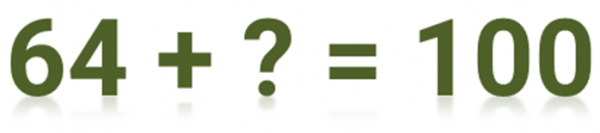 64 + ? = 100